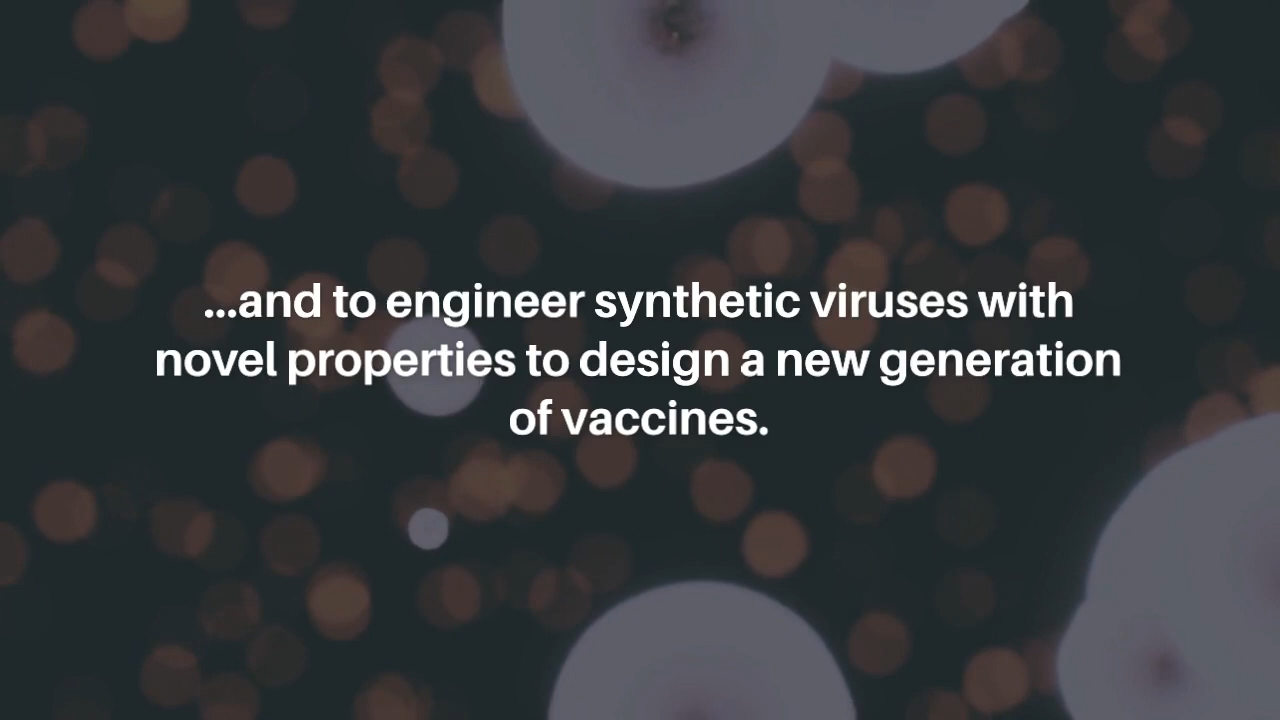 ...and to engineer synthetic viruses with
novel properties to design a new generation
of vaccines.